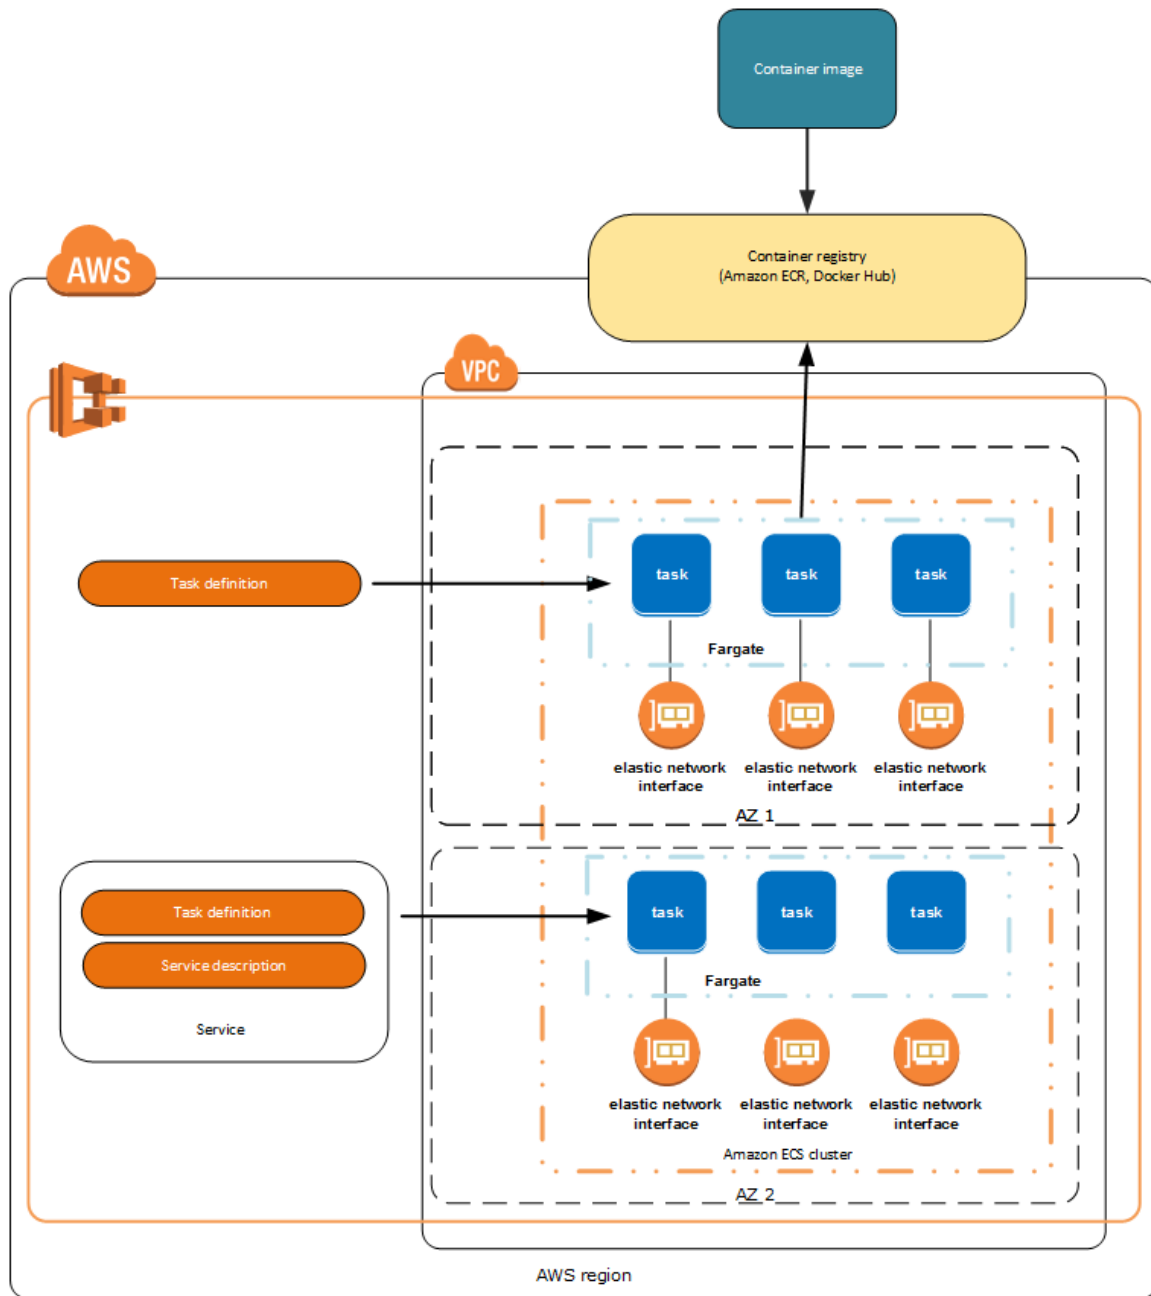 Container image
Container registry
(Amazon ECR, Docker Hub)
AWS
VPC
Task definition
task
task
task
Fargate
elastic network
interface
elastic network
interface
elastic network
interface
AZ 1
Task definition
Service description
Service
task
task
task
Fargate
elastic network
interface
elastic network
interface
elastic network
interface
Amazon ECS cluster
AZ 2
AWS region